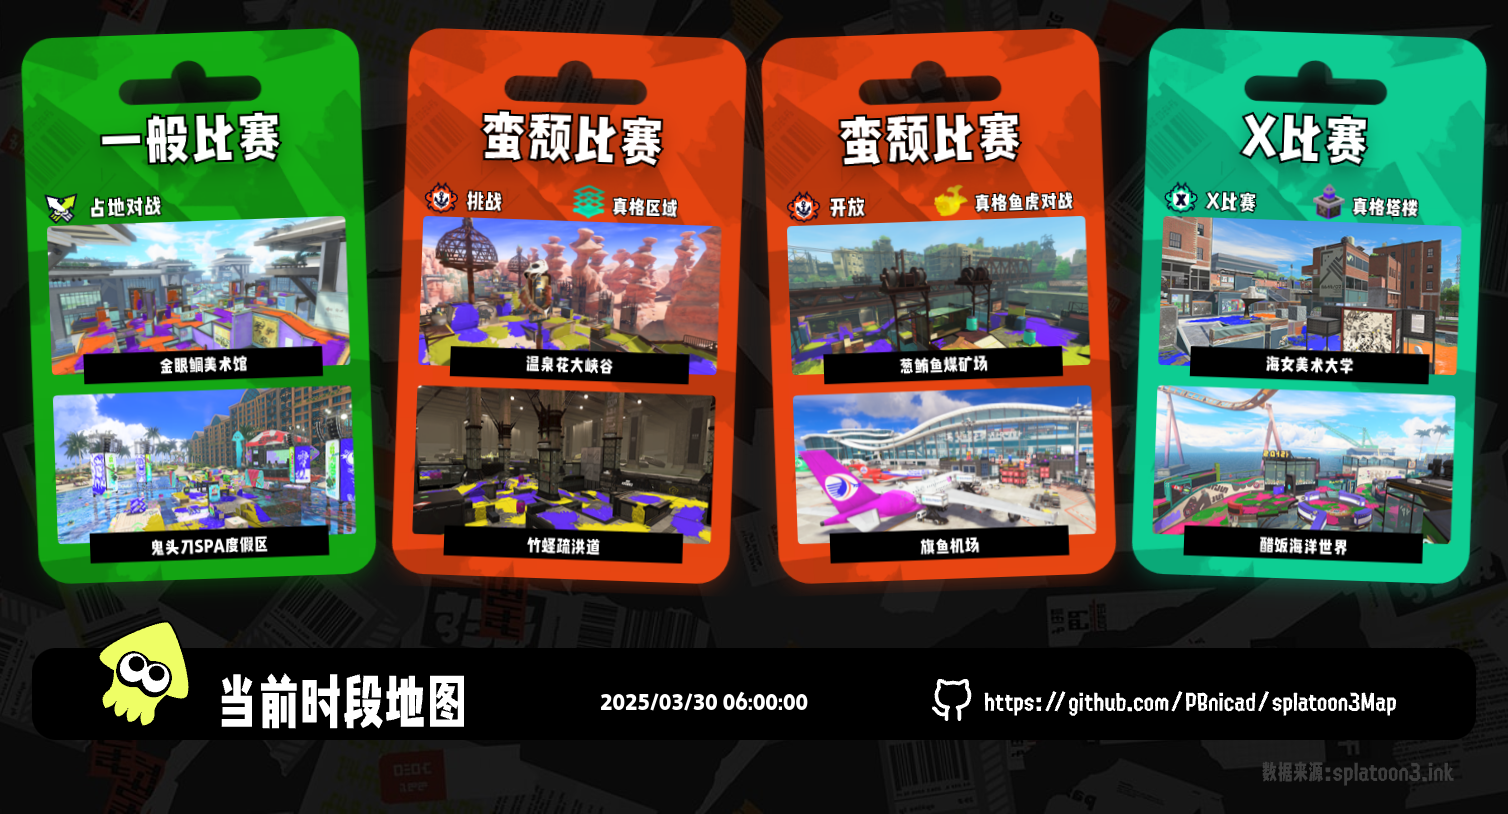 一般比赛
占地对战
金眼鲷美术馆
鬼头刀SPA度假区
蛮颓比赛
挑战
真格区域
温泉花大峡谷
竹蛏疏洪道
蛮颓比赛
开放
真格鱼虎对战
葱鲔鱼煤矿场
旗鱼机场
X比赛
X比赛
真格塔楼
海女美术大学
醋饭海洋世界
当前时段地图
2025/03/30 06:00:00
https://github.com/PBnicad/splatoon3Map
数据来源:splatoon3.ink